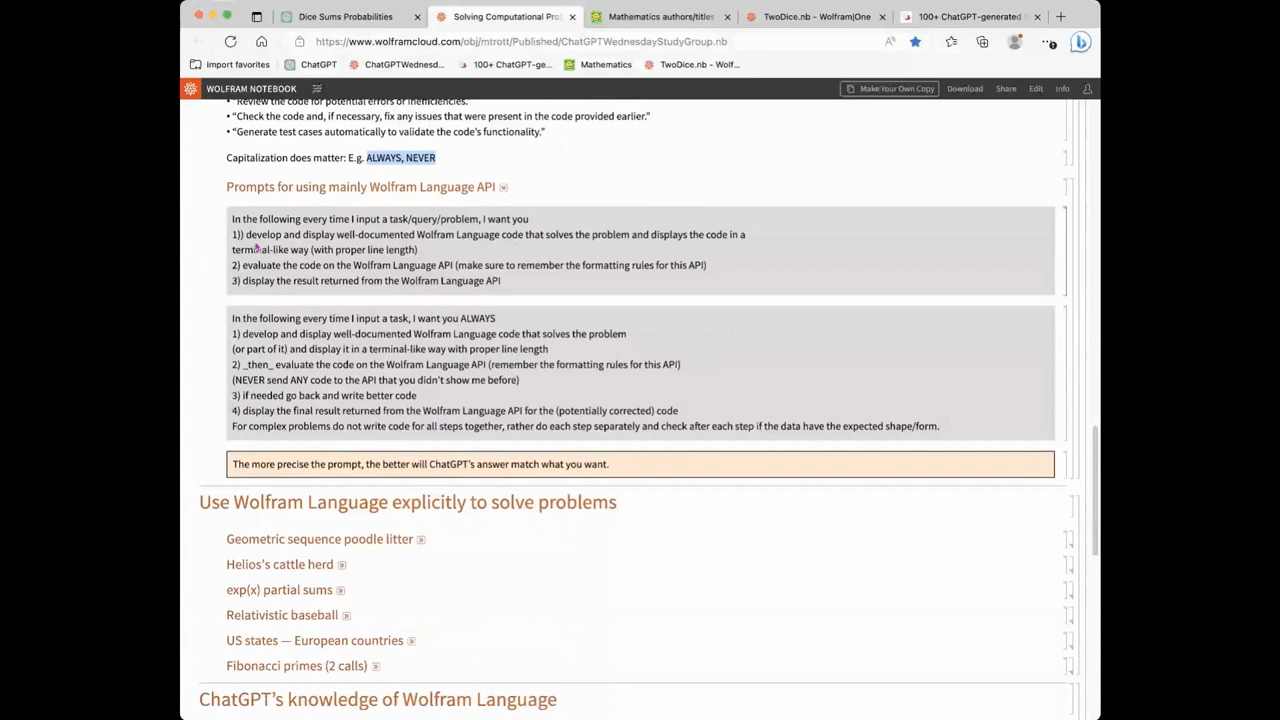 Dice Sums Probabilities
Solving Computational Pro
Mathematics authors/titles
TwoDice.nb - Wolfram|One
100+ ChatGPT-generated
https://www.wolframcloud.com/obj/mtrott/Published/ChatGPTWednesdayStudyGroup.nb
Import favorites
ChatGPT
ChatGPTWednesd...
100+ ChatGPT-ge...
Mathematics
TwoDice.nb - Wolf...
WOLFRAM NOTEBOOK
Make Your Own Copy
Download
Share
Edit
Info
• "Review the code for potential errors or inefficiencies."
• "Check the code and, if necessary, fix any issues that were present in the code provided earlier."
• "Generate test cases automatically to validate the code's functionality."
Capitalization does matter: E.g. ALWAYS, NEVER
Prompts for using mainly Wolfram Language API
In the following every time I input a task/query/problem, I want you
1)) develop and display well-documented Wolfram Language code that solves the problem and displays the code in a
terminal-like way (with proper line length)
2) evaluate the code on the Wolfram Language API (make sure to remember the formatting rules for this API)
3) display the result returned from the Wolfram Language API
In the following every time I input a task, I want you ALWAYS
1) develop and display well-documented Wolfram Language code that solves the problem
(or part of it) and display it in a terminal-like way with proper line length
2) _then_ evaluate the code on the Wolfram Language API (remember the formatting rules for this API)
(NEVER send ANY code to the API that you didn't show me before)
3) if needed go back and write better code
4) display the final result returned from the Wolfram Language API for the (potentially corrected) code
For complex problems do not write code for all steps together, rather do each step separately and check after each step if the data have the expected shape/form.
The more precise the prompt, the better will ChatGPT's answer match what you want.
Use Wolfram Language explicitly to solve problems
Geometric sequence poodle litter
Helios's cattle herd
exp(x) partial sums
Relativistic baseball
US states — European countries
Fibonacci primes (2 calls)
ChatGPT's knowledge of Wolfram Language